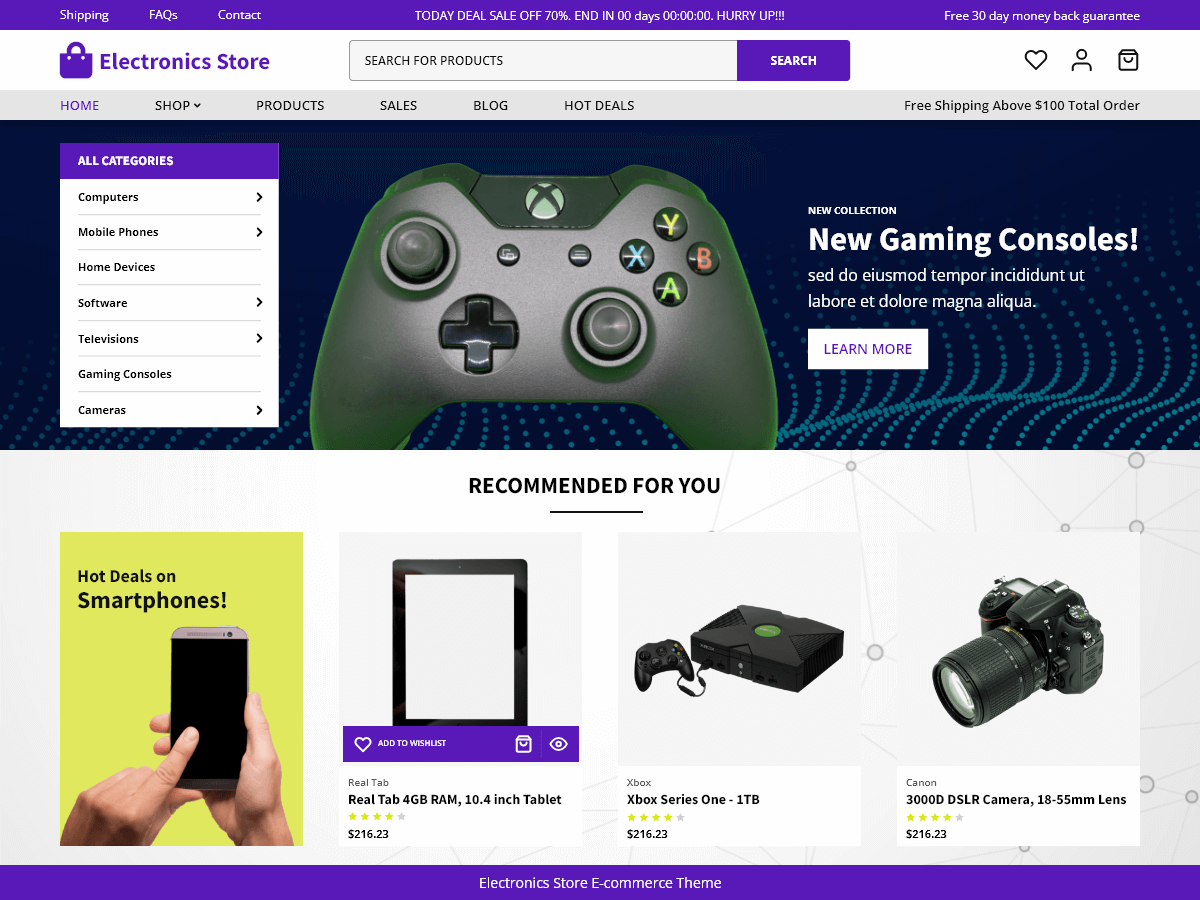 Shipping FAQs Contact TODAY DEAL SALE OFF 70%. END IN 00 days 00:00:00. HURRY UP!!! Free 30 day money back guarantee
Electronics Store SEARCH FOR PRODUCTS SEARCH
HOME SHOP PRODUCTS SALES BLOG HOT DEALS Free Shipping Above $100 Total Order
ALL CATEGORIES
Computers
Mobile Phones
Home Devices
Software
Televisions
Gaming Consoles
Cameras
Y
X
B
A
NEW COLLECTION
New Gaming Consoles!
sed do eiusmod tempor incididunt ut
labore et dolore magna aliqua.
LEARN MORE
RECOMMENDED FOR YOU
Hot Deals on
Smartphones!
ADD TO WISHLIST
Real Tab
Real Tab 4GB RAM, 10.4 inch Tablet
$216.23
Xbox
Xbox Series One - 1TB
$216.23
Canon
3000D DSLR Camera, 18-55mm Lens
$216.23
Electronics Store E-commerce Theme